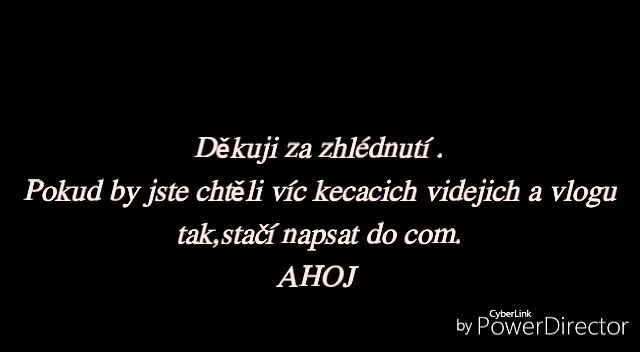 Děkuji za zhlédnutí .
Pokud by jste chtěli víc kecacich videjich a vlogu
tak,stačí napsat do com.
AHOJ
CyberLink
by PowerDirector